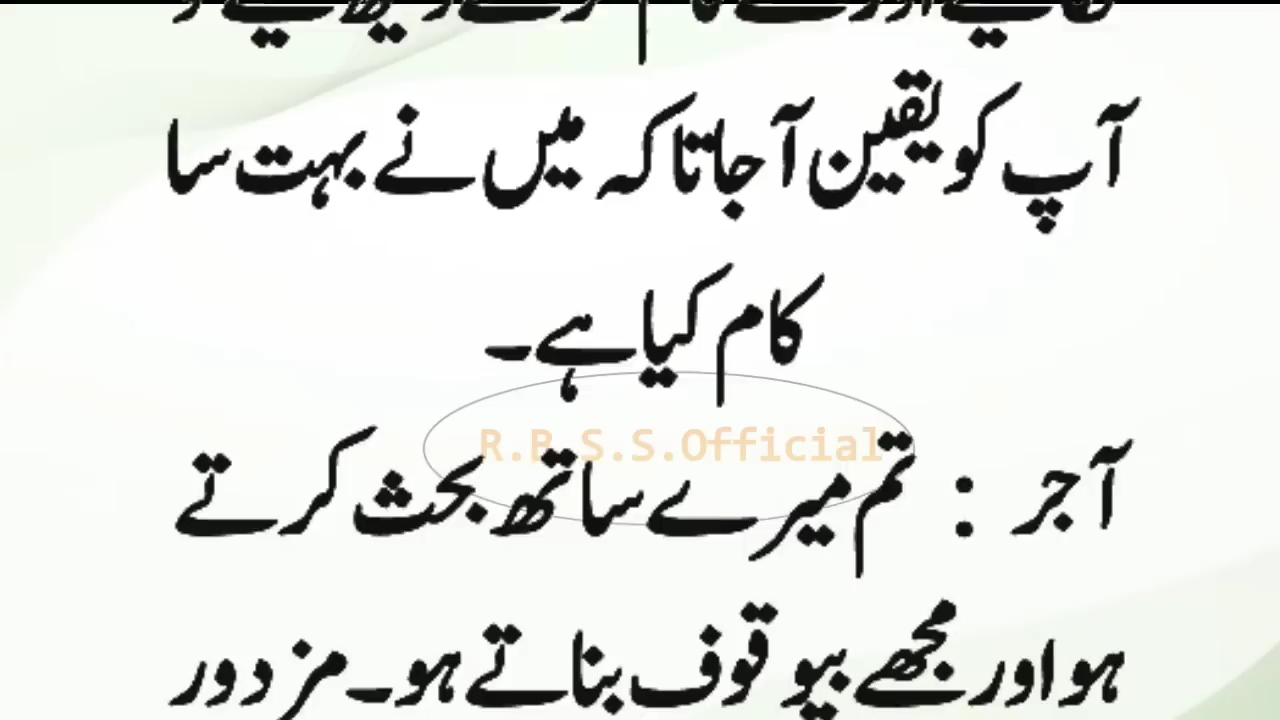 آپ کو یقین آ جاتا کہ میں نے بہت سا
کام کیا ہے۔
R.B.S.S.Official
آجر : تم میرے ساتھ بحث کرتے
ہو اور مجھے بیوقوف بناتے ہو۔ مزدور